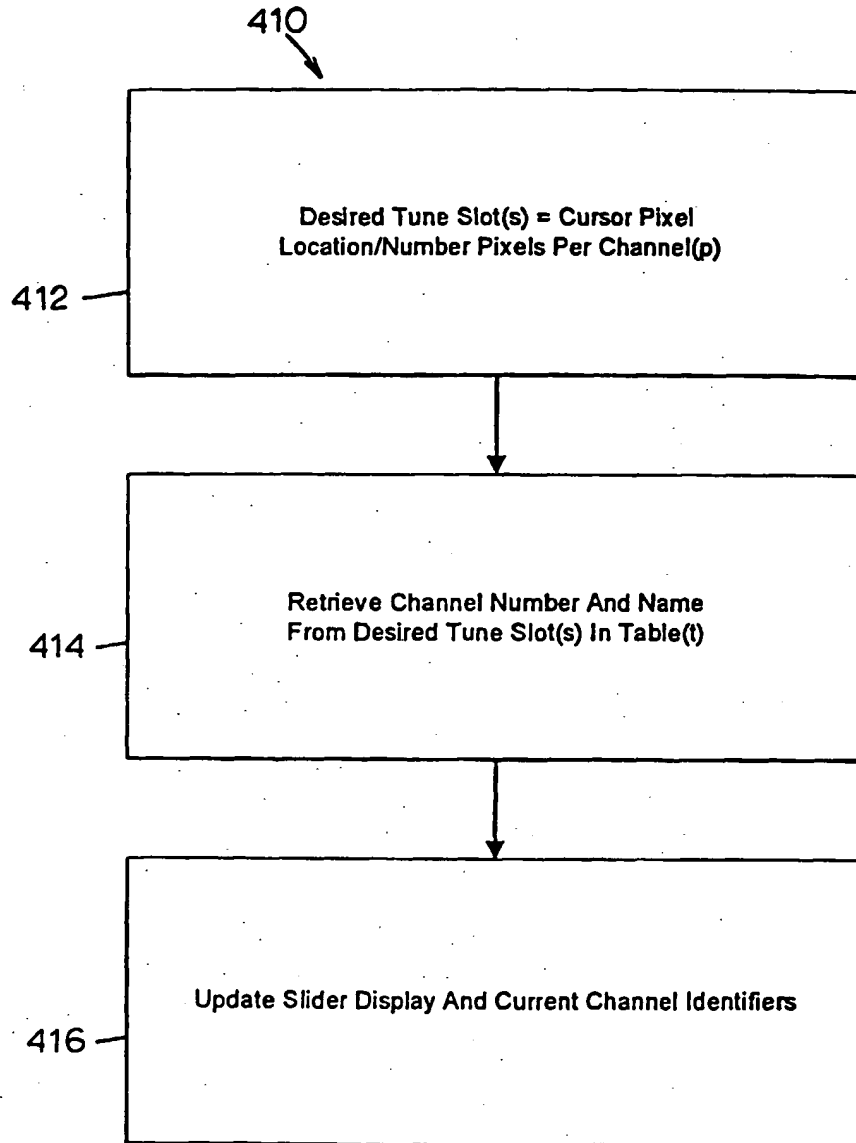 410
Desired Tune Slot(s) = Cursor Pixel
Location/Number Pixels Per Channel(p)
412
Retrieve Channel Number And Name
From Desired Tune Slot(s) In Table(t)
414
Update Slider Display And Current Channel Identifiers
416